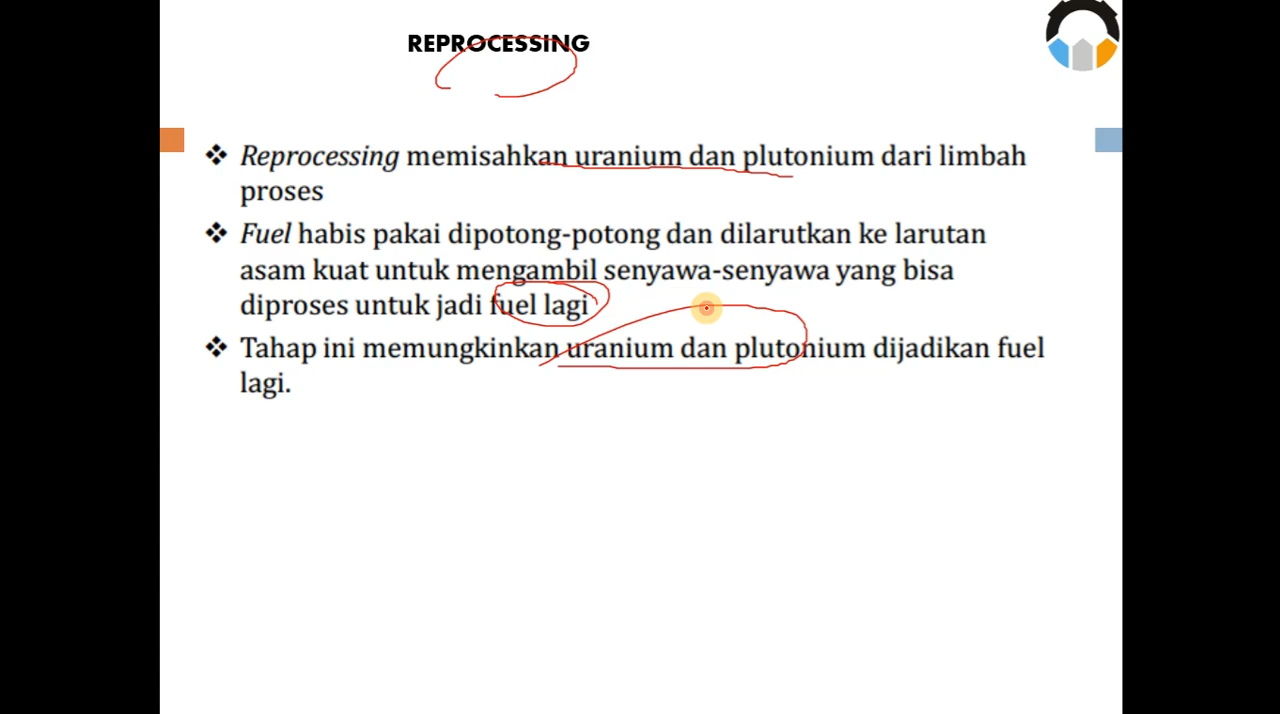 REPROCESSING
❖ Reprocessing memisahkan uranium dan plutonium dari limbah
proses
❖ Fuel habis pakai dipotong-potong dan dilarutkan ke larutan
asam kuat untuk mengambil senyawa-senyawa yang bisa
diproses untuk jadi fuel lagi
❖ Tahap ini memungkinkan uranium dan plutonium dijadikan fuel
lagi.